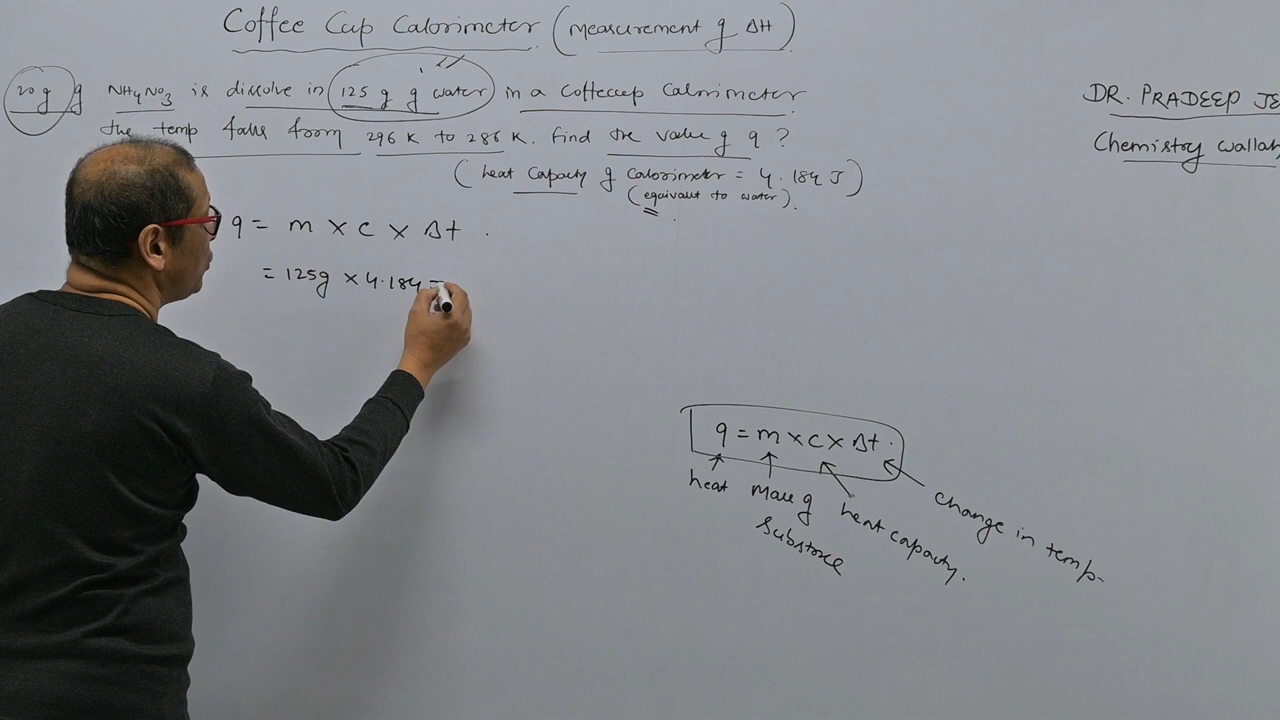 Coffee Cup Calorimeter (Measurement of ΔH)
20 g of NH4NO3 is dissolve in 125 g of water in a Coffeecup Calorimeter
the temp falls from 296 K to 286 K. Find the value of q ?
(heat Capacity of Calorimeter = 4.184 J)
(equivalent to water).
DR. PRADEEP JE
Chemistry wallah
q = m × c × Δt .
= 125g × 4.184
q = m × c × Δt .
heat
Mass of substance
heat capacity.
change in temp.